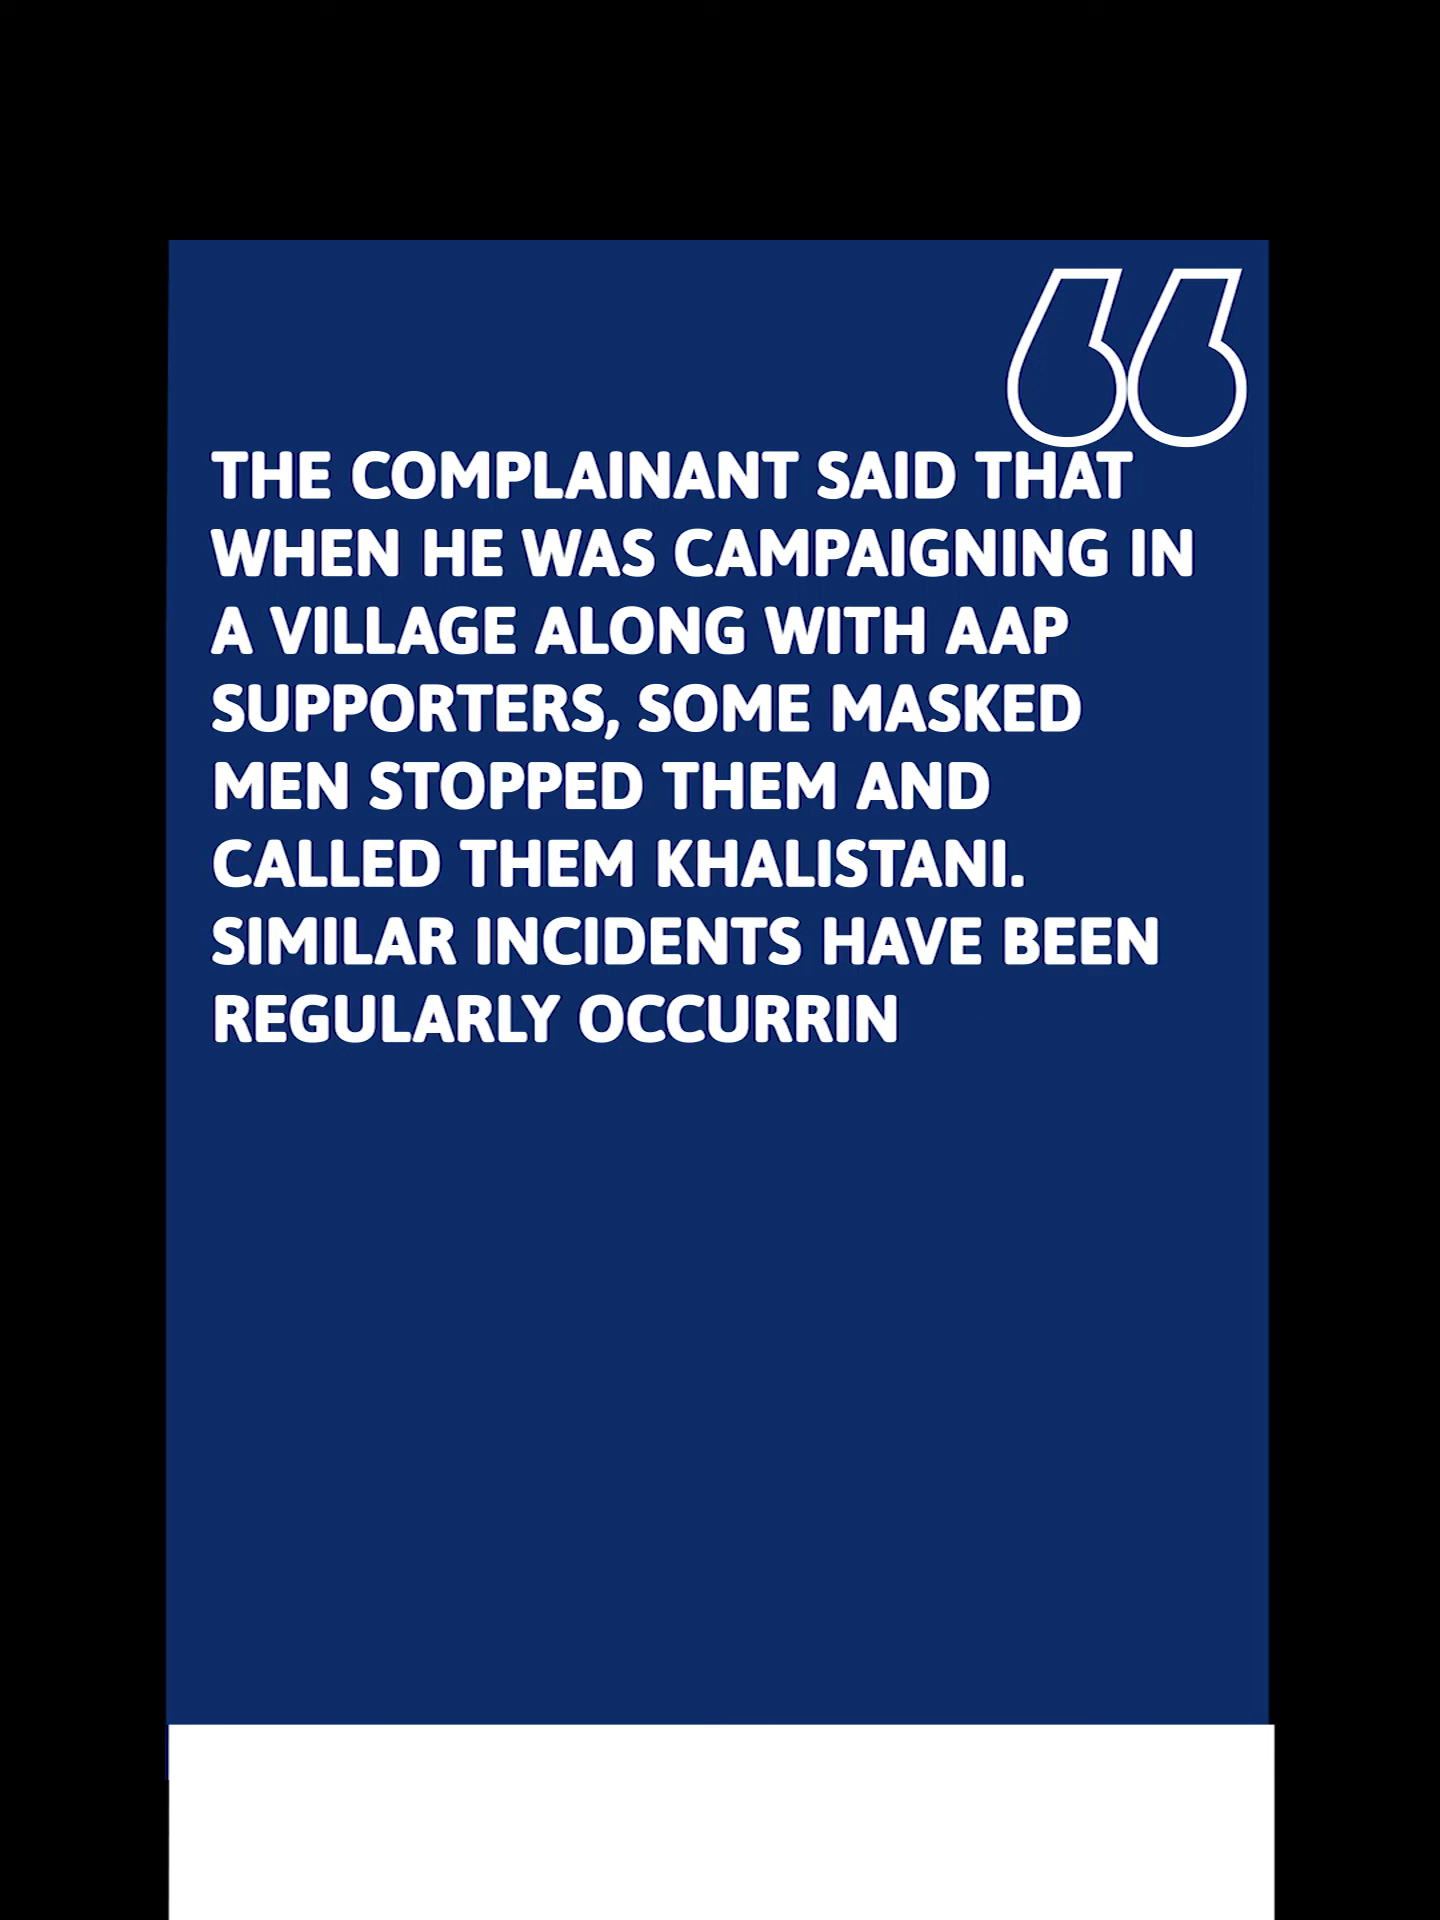 THE COMPLAINANT SAID THAT
WHEN HE WAS CAMPAIGNING IN
A VILLAGE ALONG WITH AAP
SUPPORTERS, SOME MASKED
MEN STOPPED THEM AND
CALLED THEM KHALISTANI.
SIMILAR INCIDENTS HAVE BEEN
REGULARLY OCCURRIN